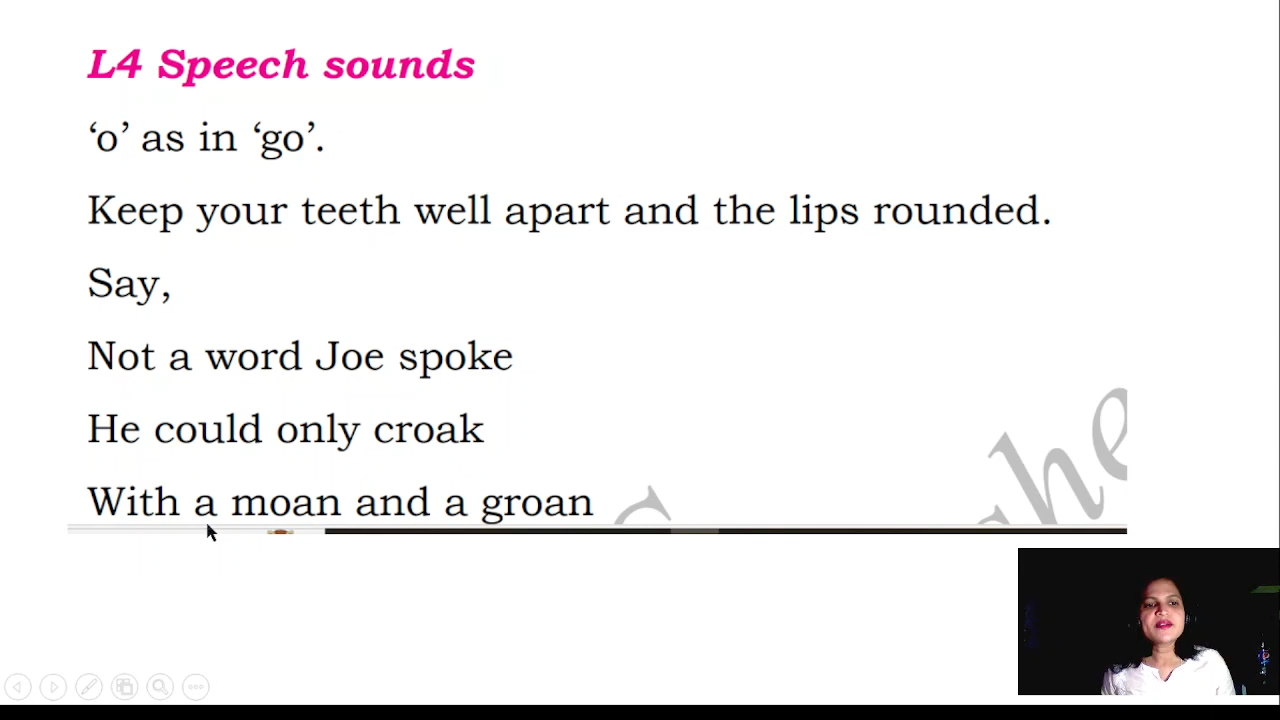 L4 Speech sounds
‘o’ as in ‘go’.
Keep your teeth well apart and the lips rounded.
Say,
Not a word Joe spoke
He could only croak
With a moan and a groan